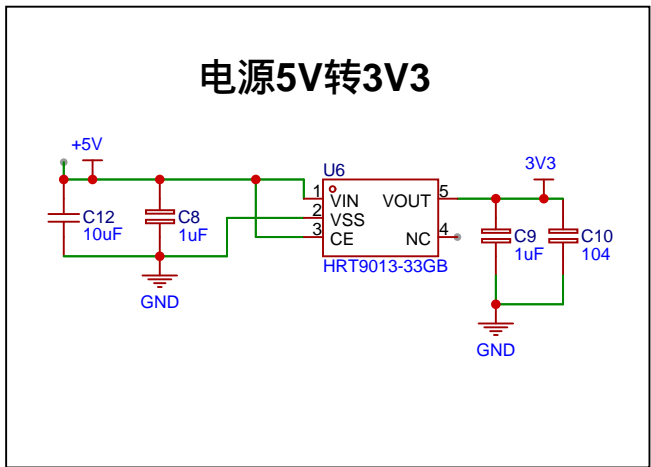 电源5V转3V3
+5V
C12
10uF
C8
1uF
GND
U6
1
VIN
2
VSS
3
CE
VOUT
5
NC
4
HRT9013-33GB
3V3
C9
1uF
C10
104
GND